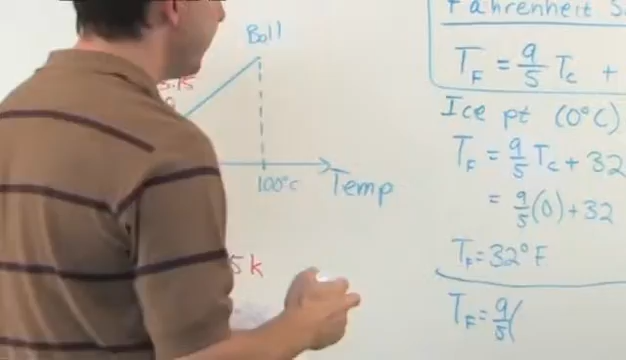 Fahrenheit S
Boil
T_F = 9/5 T_C +
Ice pt (0°C)
T_F = 9/5 T_C + 32
100°C
Temp
= 9/5 (0) + 32
T_F = 32°F
5 K
T_F = 9/5 (